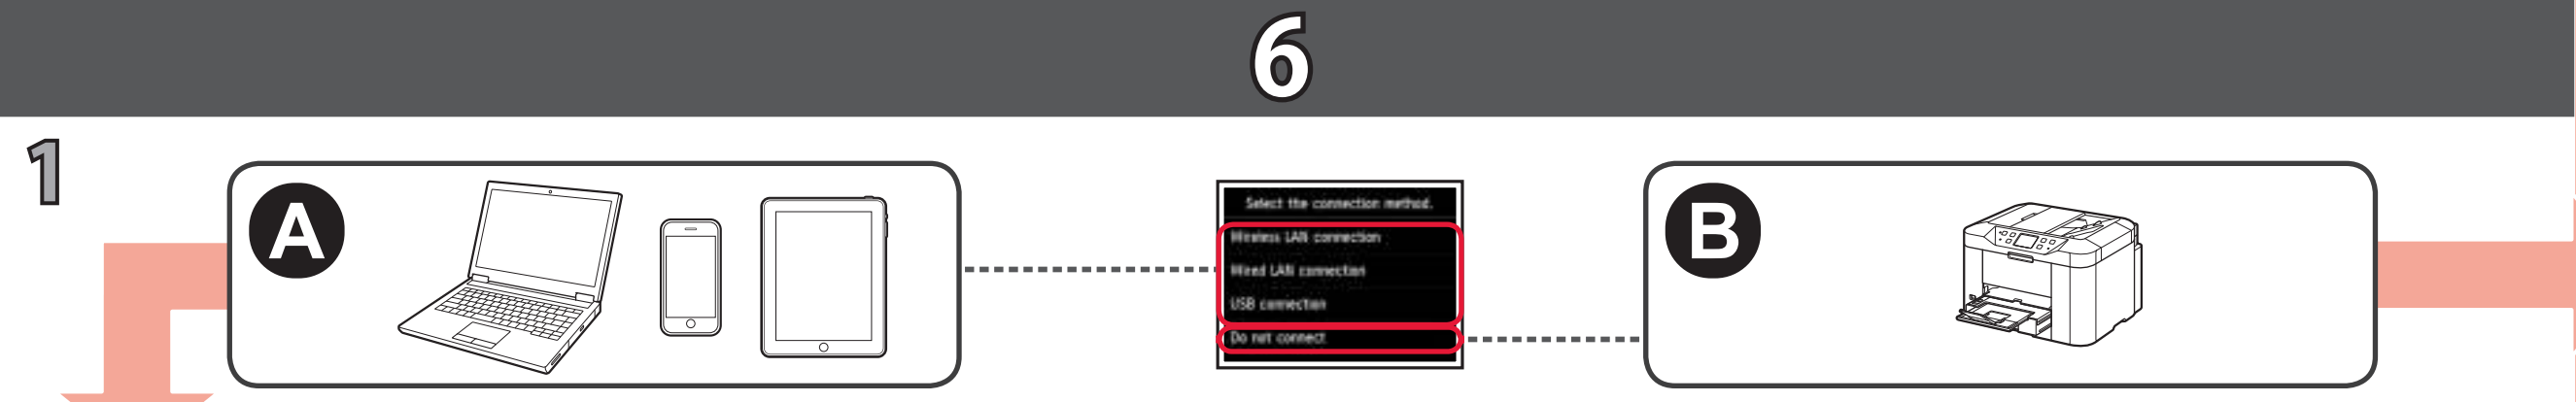 6
1
A
Select the connection method.
Wireless LAN connection
Wired LAN connection
USB connection
Do not connect
B